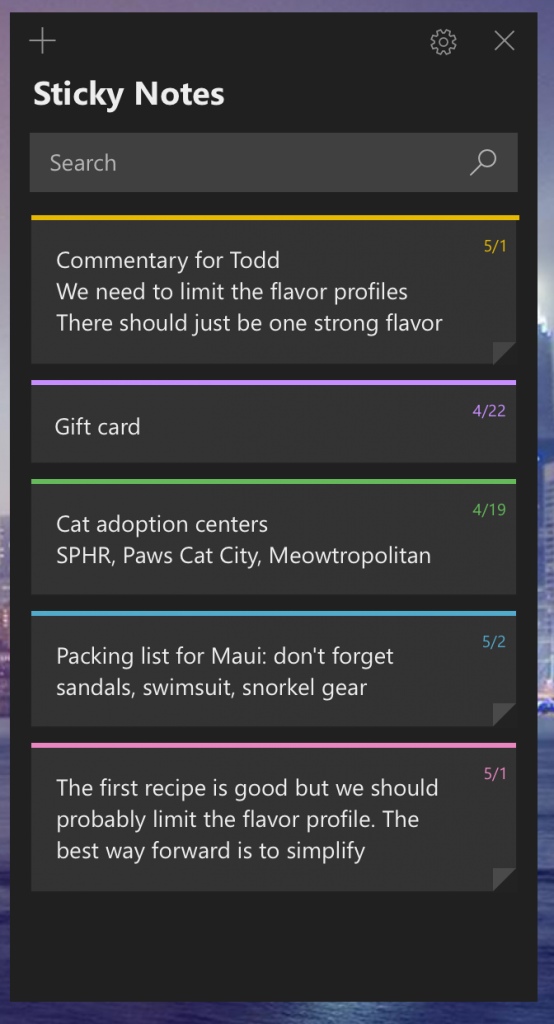 Sticky Notes
Search
5/1
Commentary for Todd
We need to limit the flavor profiles
There should just be one strong flavor
4/22
Gift card
4/19
Cat adoption centers
SPHR, Paws Cat City, Meowtropolitan
5/2
Packing list for Maui: don't forget
sandals, swimsuit, snorkel gear
5/1
The first recipe is good but we should
probably limit the flavor profile. The
best way forward is to simplify